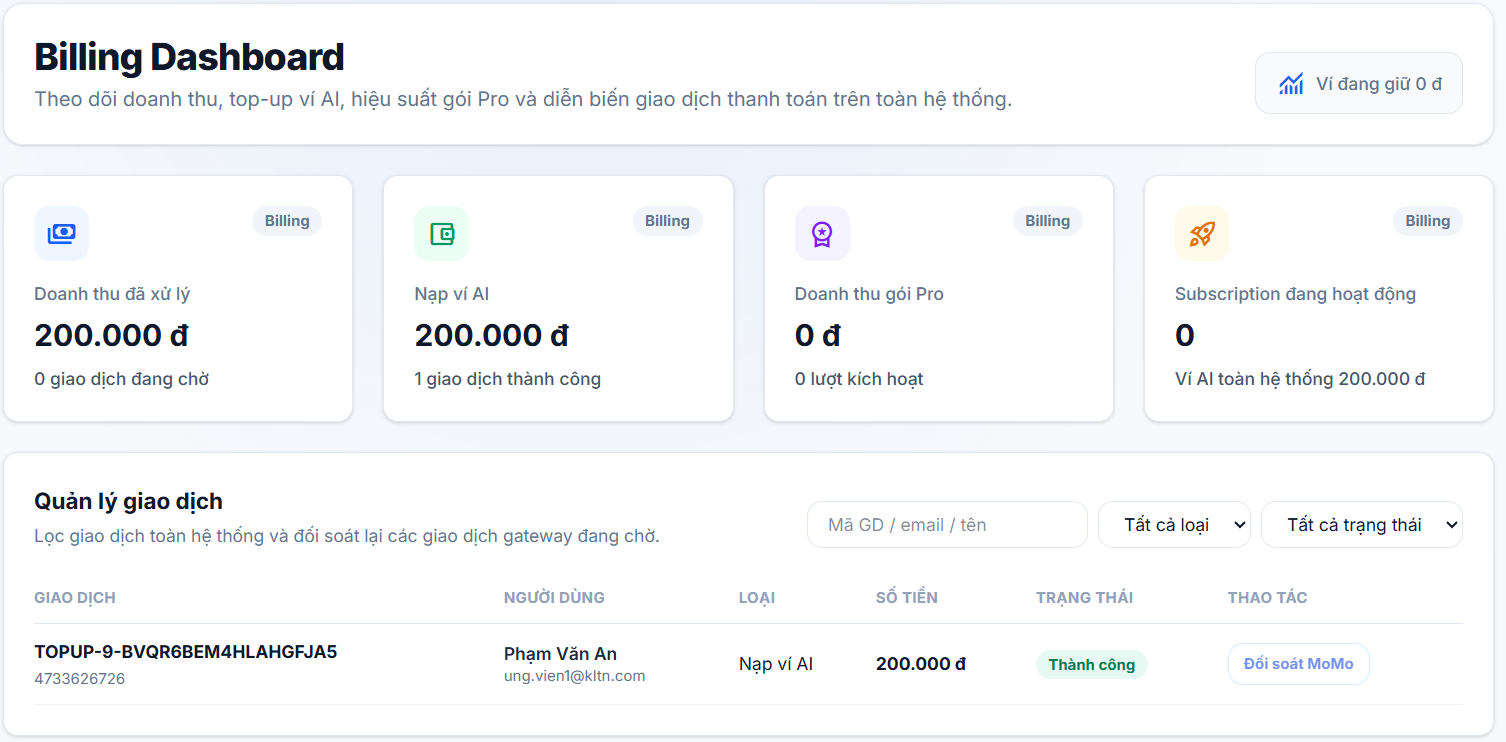 Billing Dashboard
Theo dõi doanh thu, top-up ví AI, hiệu suất gói Pro và diễn biến giao dịch thanh toán trên toàn hệ thống.
Ví đang giữ 0 đ
Billing
Doanh thu đã xử lý
200.000 đ
0 giao dịch đang chờ
Billing
Nạp ví AI
200.000 đ
1 giao dịch thành công
Billing
Doanh thu gói Pro
0 đ
0 lượt kích hoạt
Billing
Subscription đang hoạt động
0
Ví AI toàn hệ thống 200.000 đ
Quản lý giao dịch
Lọc giao dịch toàn hệ thống và đối soát lại các giao dịch gateway đang chờ.
Mã GD / email / tên
Tất cả loại
Tất cả trạng thái
GIAO DỊCH NGƯỜI DÙNG LOẠI SỐ TIỀN TRẠNG THÁI THAO TÁC
TOPUP-9-BVQR6BEM4HLAHGFJA5
4733626726
Phạm Văn An
ung.vien1@kltn.com
Nạp ví AI
200.000 đ
Thành công
Đối soát MoMo